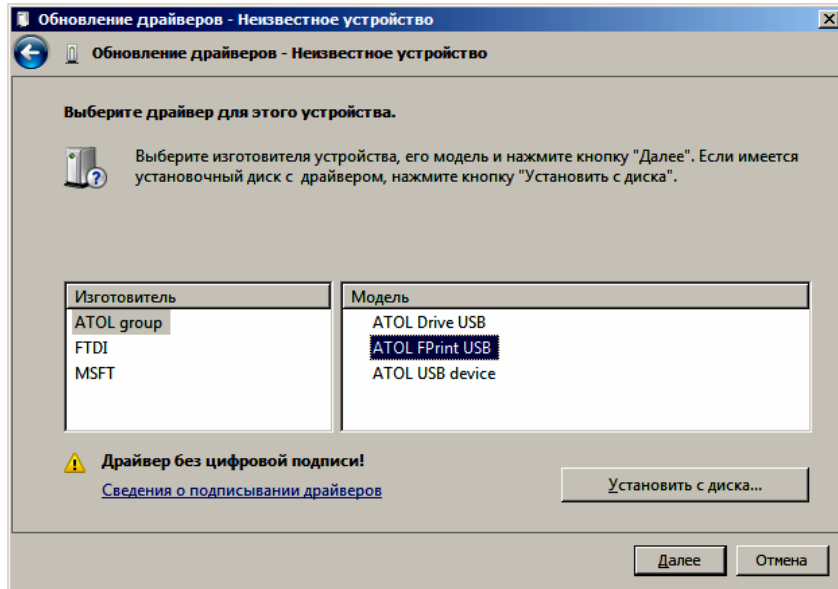 Обновление драйверов - Неизвестное устройство
Обновление драйверов - Неизвестное устройство
Выберите драйвер для этого устройства.
Выберите изготовителя устройства, его модель и нажмите кнопку "Далее". Если имеется
установочный диск с драйвером, нажмите кнопку "Установить с диска".
Изготовитель
ATOL group
FTDI
MSFT
Модель
ATOL Drive USB
ATOL FPrint USB
ATOL USB device
Драйвер без цифровой подписи!
Сведения о подписывании драйверов
Установить с диска...
Далее
Отмена